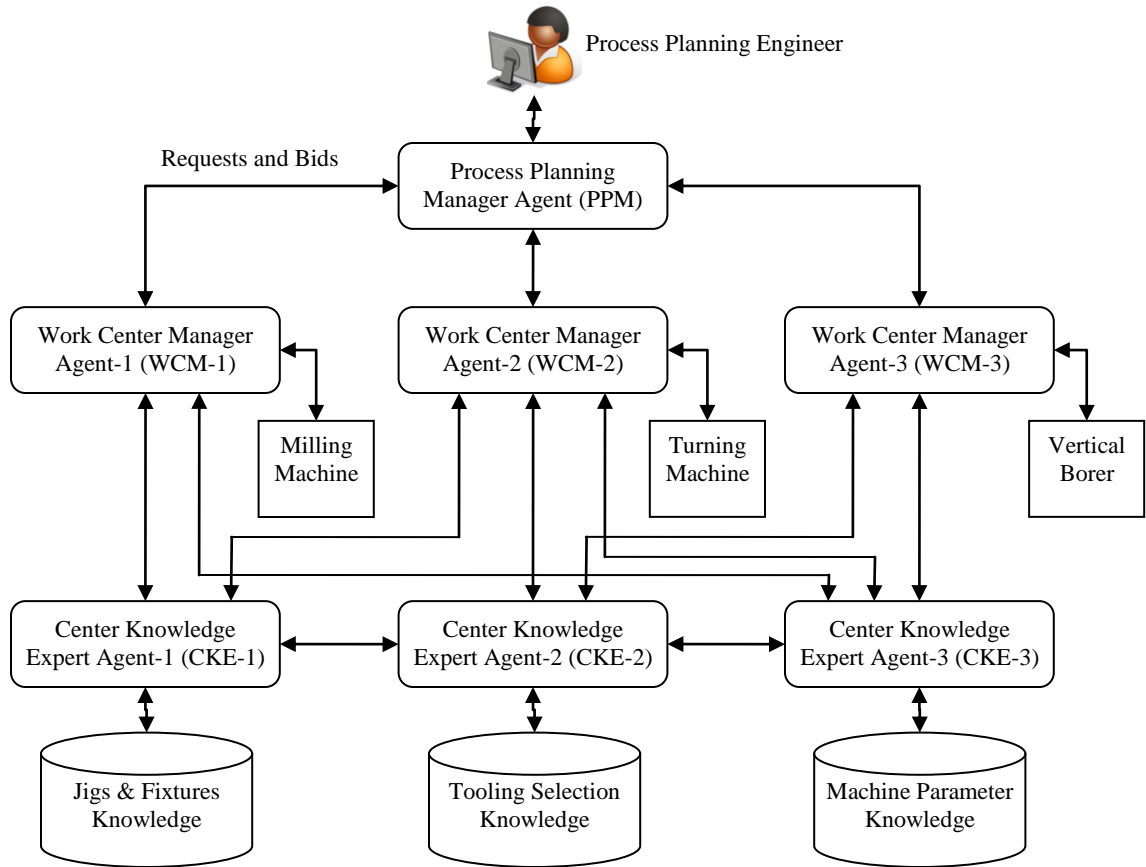 Process Planning Engineer
Requests and Bids
Process Planning
Manager Agent (PPM)
Work Center Manager
Agent-1 (WCM-1)
Work Center Manager
Agent-2 (WCM-2)
Work Center Manager
Agent-3 (WCM-3)
Milling
Machine
Turning
Machine
Vertical
Borer
Center Knowledge
Expert Agent-1 (CKE-1)
Center Knowledge
Expert Agent-2 (CKE-2)
Center Knowledge
Expert Agent-3 (CKE-3)
Jigs & Fixtures
Knowledge
Tooling Selection
Knowledge
Machine Parameter
Knowledge